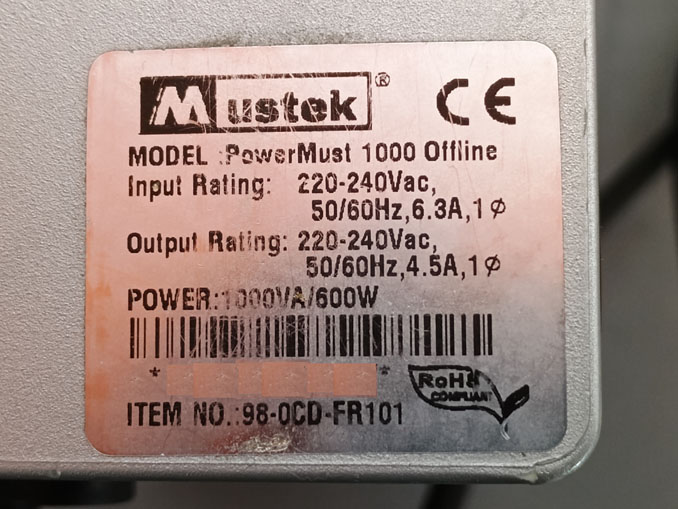 Mustek ®
CE
MODEL :PowerMust 1000 Offline
Input Rating: 220-240Vac,
50/60Hz,6.3A,1ø
Output Rating: 220-240Vac,
50/60Hz,4.5A,1ø
POWER:1000VA/600W
* *
RoHS
COMPLIANT
ITEM NO.:98-0CD-FR101